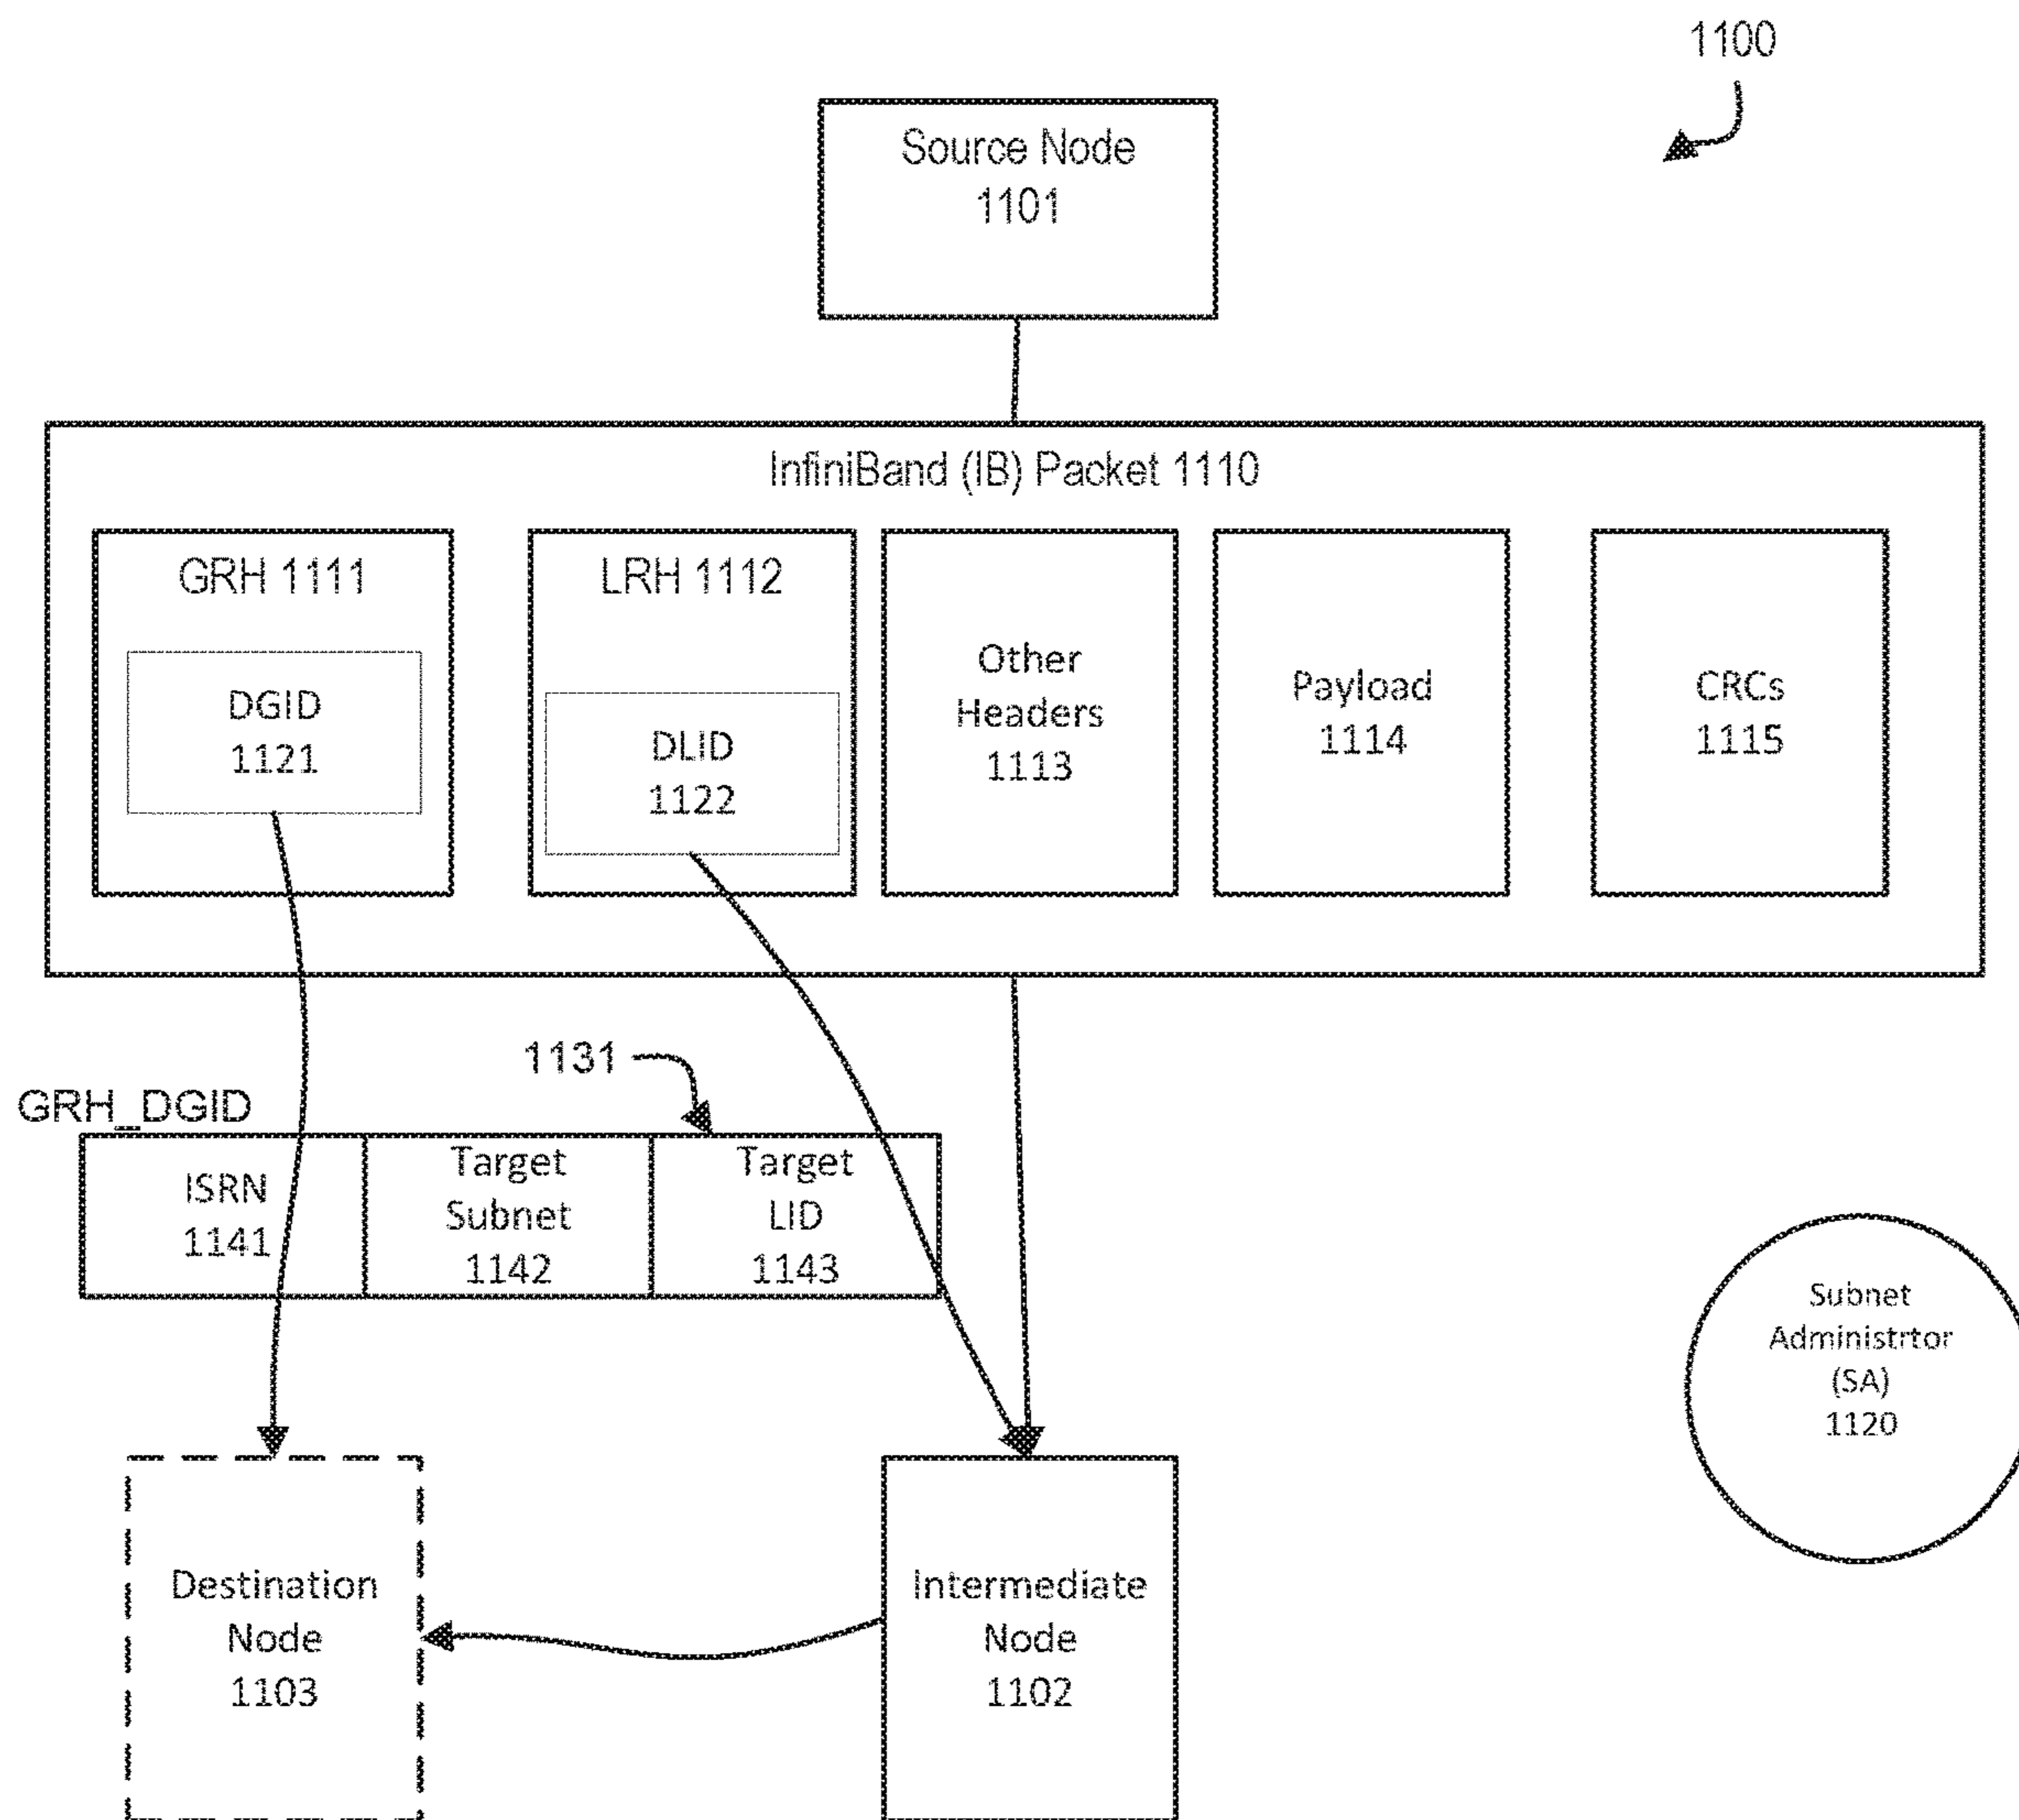 1100
Source Node
1101
InfiniBand (IB) Packet 1110
GRH 1111
DGID
1121
LRH 1112
DLID
1122
Other
Headers
1113
Payload
1114
CRCs
1115
1131
GRH_DGID
ISRN
1141
Target
Subnet
1142
Target
LID
1143
Subnet
Administrtor
(SA)
1120
Destination
Node
1103
Intermediate
Node
1102